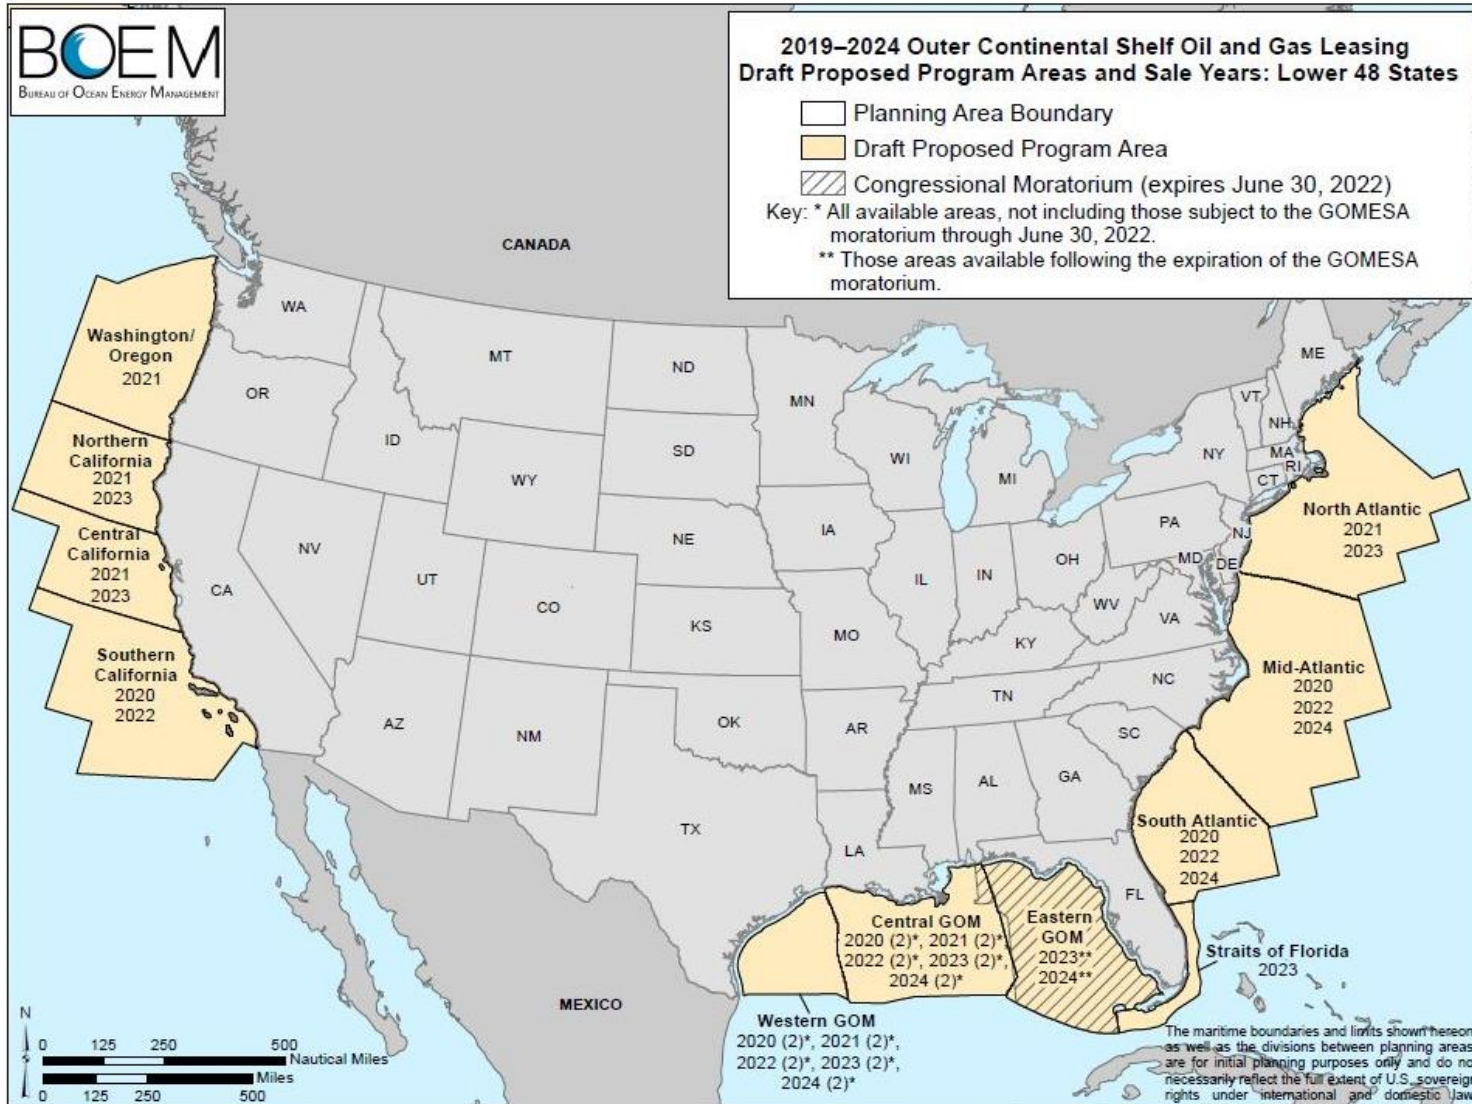 BOEM
BUREAU OF OCEAN ENERGY MANAGEMENT
2019–2024 Outer Continental Shelf Oil and Gas Leasing
Draft Proposed Program Areas and Sale Years: Lower 48 States
Planning Area Boundary
Draft Proposed Program Area
Congressional Moratorium (expires June 30, 2022)
Key: * All available areas, not including those subject to the GOMESA
moratorium through June 30, 2022.
** Those areas available following the expiration of the GOMESA
moratorium.
CANADA
MEXICO
Washington/
Oregon
2021
Northern
California
2021
2023
Central
California
2021
2023
Southern
California
2020
2022
WA
OR
ID
MT
ND
SD
MN
WY
NE
IA
WI
MI
NY
VT
NH
ME
MA
RI
CT
PA
NJ
MD
DE
OH
IN
IL
WV
VA
KY
NV
UT
CO
KS
MO
CA
AZ
NM
OK
AR
TN
NC
SC
MS
AL
GA
TX
LA
FL
North Atlantic
2021
2023
Mid-Atlantic
2020
2022
2024
South Atlantic
2020
2022
2024
Straits of Florida
2023
Central GOM
2020 (2)*, 2021 (2)*,
2022 (2)*, 2023 (2)*,
2024 (2)*
Eastern
GOM
2023**
2024**
Western GOM
2020 (2)*, 2021 (2)*,
2022 (2)*, 2023 (2)*,
2024 (2)*
N
0 125 250 500
Nautical Miles
Miles
0 125 250 500
The maritime boundaries and limits shown hereon,
as well as the divisions between planning areas,
are for initial planning purposes only and do not
necessarily reflect the full extent of U.S. sovereign
rights under international and domestic law.